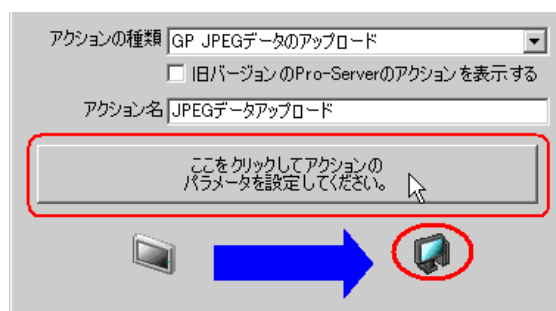 アクションの種類 GP JPEGデータのアップロード
旧バージョンのPro-Serverのアクションを表示する
アクション名 JPEGデータアップロード
ここをクリックしてアクションの
パラメータを設定してください。